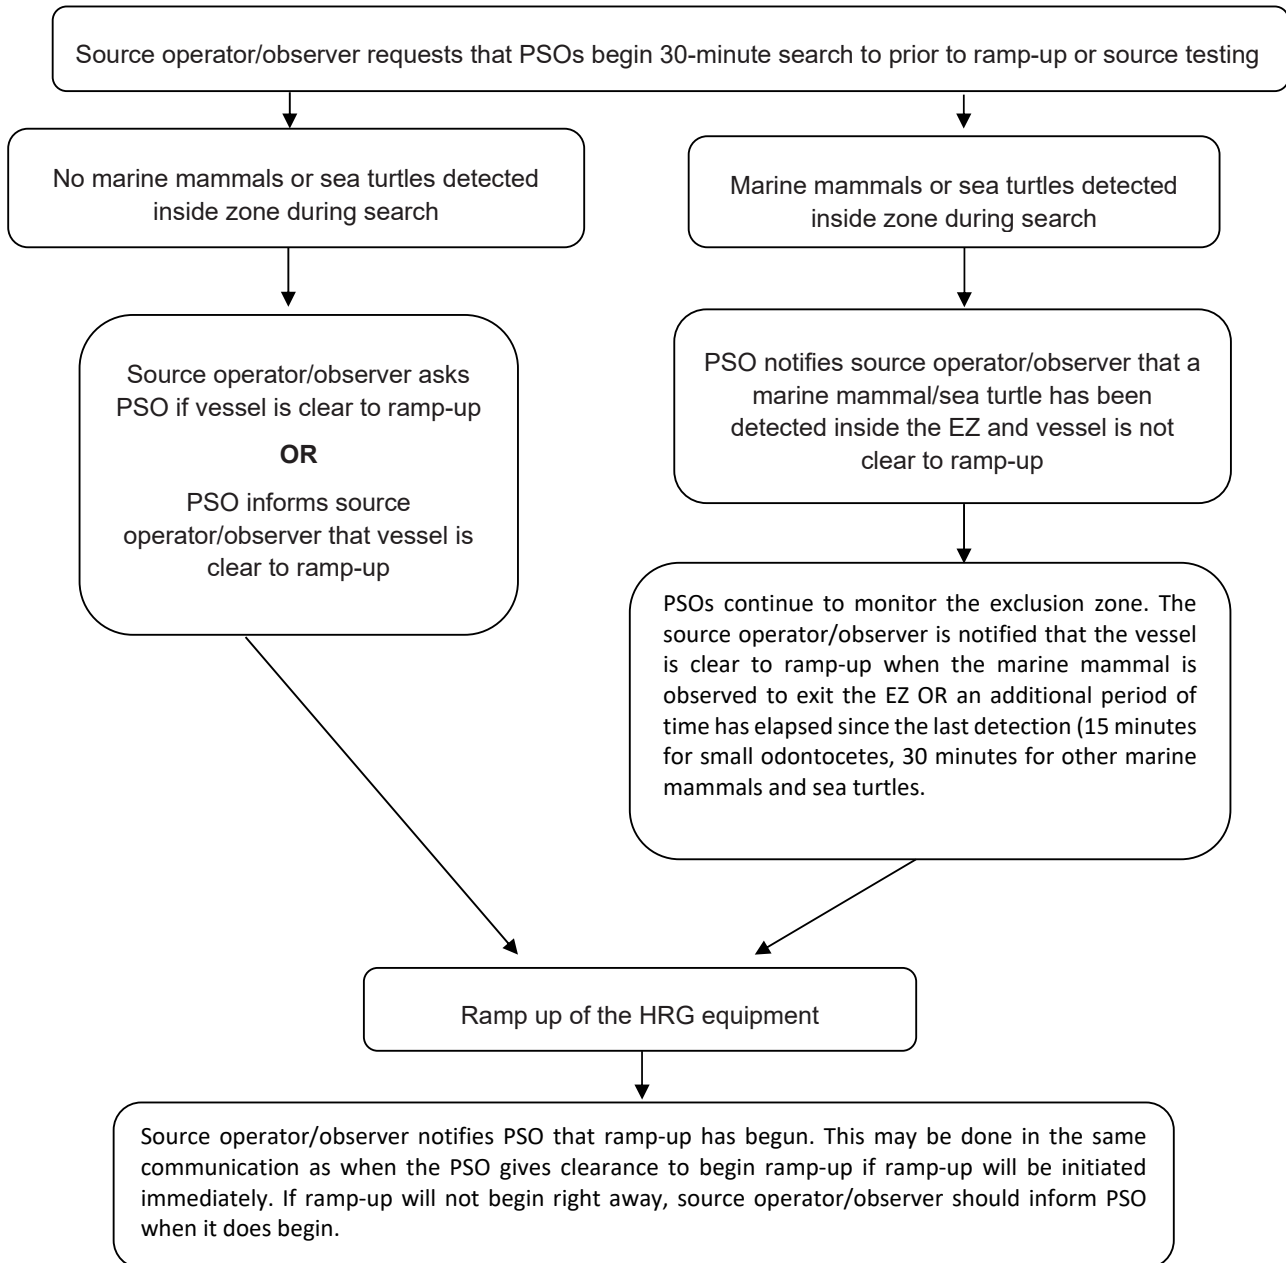 Source operator/observer requests that PSOs begin 30-minute search to prior to ramp-up or source testing
No marine mammals or sea turtles detected
inside zone during search
Marine mammals or sea turtles detected
inside zone during search
Source operator/observer asks
PSO if vessel is clear to ramp-up
OR
PSO informs source
operator/observer that vessel is
clear to ramp-up
PSO notifies source operator/observer that a
marine mammal/sea turtle has been
detected inside the EZ and vessel is not
clear to ramp-up
PSOs continue to monitor the exclusion zone. The
source operator/observer is notified that the vessel
is clear to ramp-up when the marine mammal is
observed to exit the EZ OR an additional period of
time has elapsed since the last detection (15 minutes
for small odontocetes, 30 minutes for other marine
mammals and sea turtles.
Ramp up of the HRG equipment
Source operator/observer notifies PSO that ramp-up has begun. This may be done in the same
communication as when the PSO gives clearance to begin ramp-up if ramp-up will be initiated
immediately. If ramp-up will not begin right away, source operator/observer should inform PSO
when it does begin.